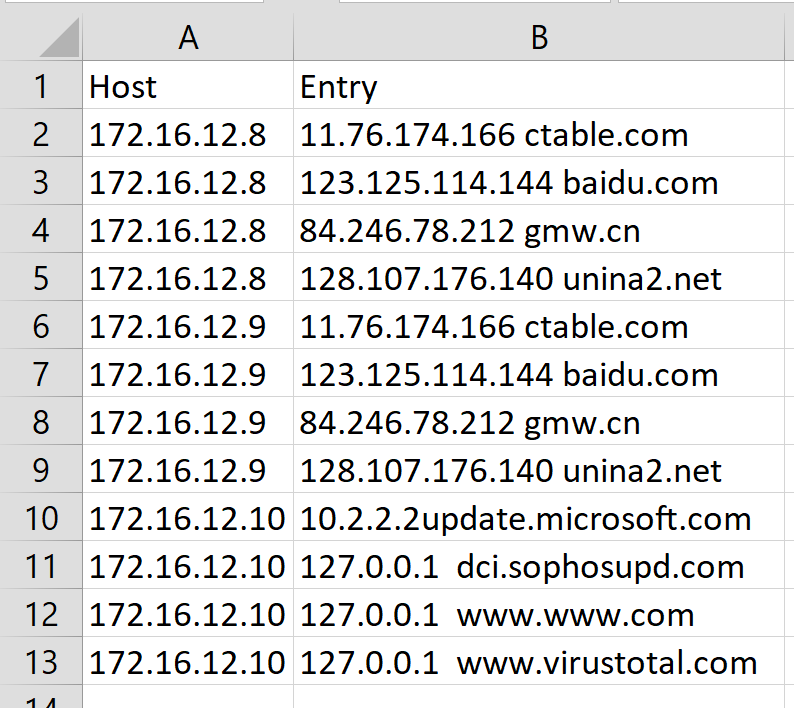 A B
1 Host Entry
2 172.16.12.8 11.76.174.166 ctable.com
3 172.16.12.8 123.125.114.144 baidu.com
4 172.16.12.8 84.246.78.212 gmw.cn
5 172.16.12.8 128.107.176.140 unina2.net
6 172.16.12.9 11.76.174.166 ctable.com
7 172.16.12.9 123.125.114.144 baidu.com
8 172.16.12.9 84.246.78.212 gmw.cn
9 172.16.12.9 128.107.176.140 unina2.net
10 172.16.12.10 10.2.2.2update.microsoft.com
11 172.16.12.10 127.0.0.1  dci.sophosupd.com
12 172.16.12.10 127.0.0.1  www.www.com
13 172.16.12.10 127.0.0.1  www.virustotal.com
14